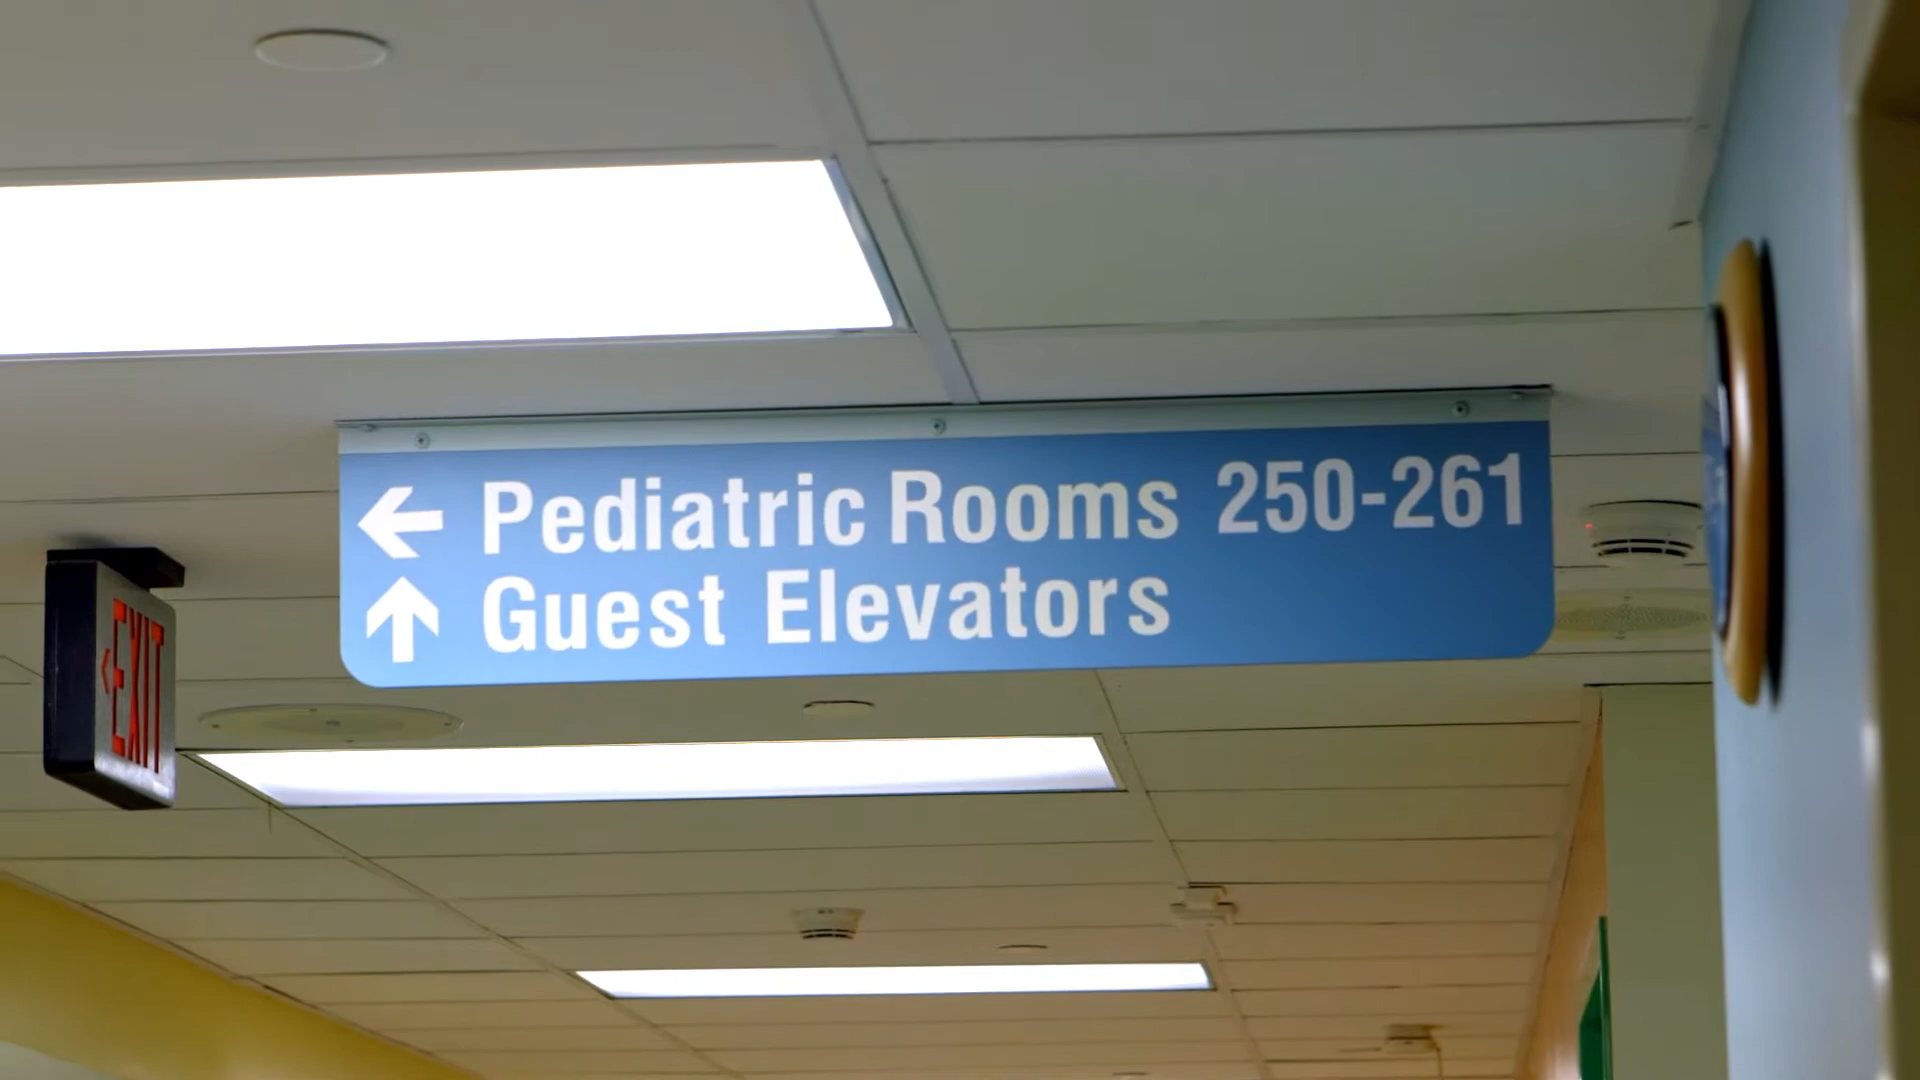 ← Pediatric Rooms 250-261
↑ Guest Elevators
<EXIT